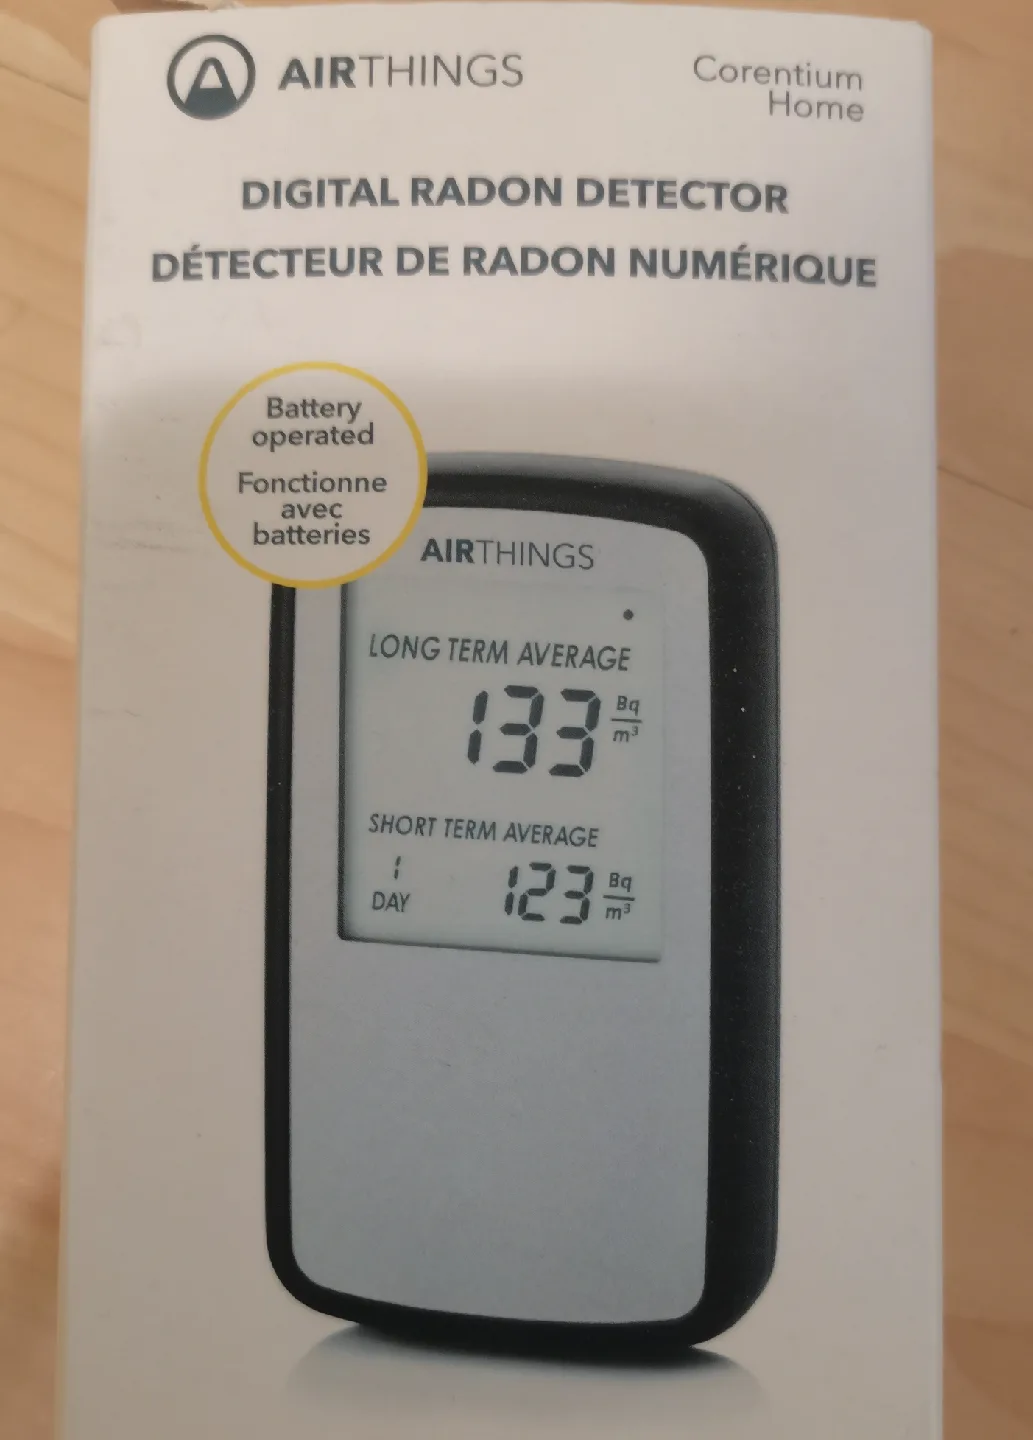 AIRTHINGS
Corentium
Home
DIGITAL RADON DETECTOR
DÉTECTEUR DE RADON NUMÉRIQUE
Battery
operated
Fonctionne
avec
batteries
AIRTHINGS
LONG TERM AVERAGE
133 Bq/m³
SHORT TERM AVERAGE
1
DAY
123 Bq/m³